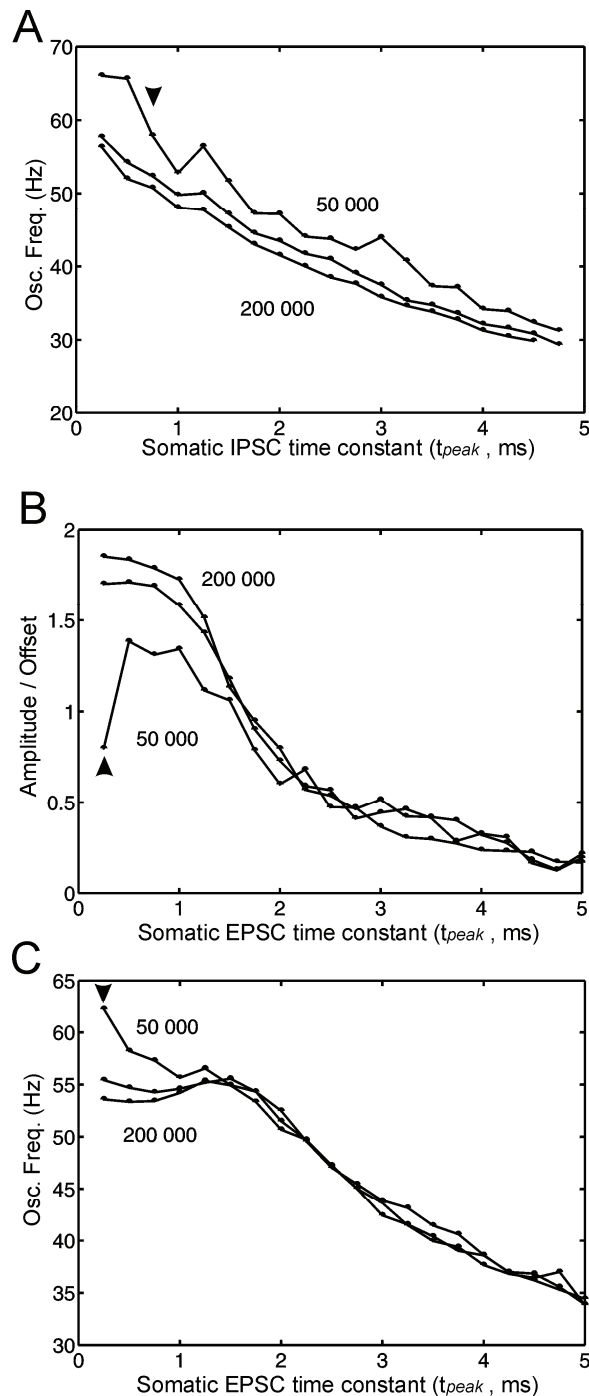 A
70
60
50
40
30
20
Osc. Freq. (Hz)
50 000
200 000
0 1 2 3 4 5
Somatic IPSC time constant (tpeak , ms)
B
2
1.5
1
0.5
0
Amplitude / Offset
200 000
50 000
0 1 2 3 4 5
Somatic EPSC time constant (tpeak , ms)
C
65
60
55
50
45
40
35
30
Osc. Freq. (Hz)
50 000
200 000
0 1 2 3 4 5
Somatic EPSC time constant (tpeak , ms)